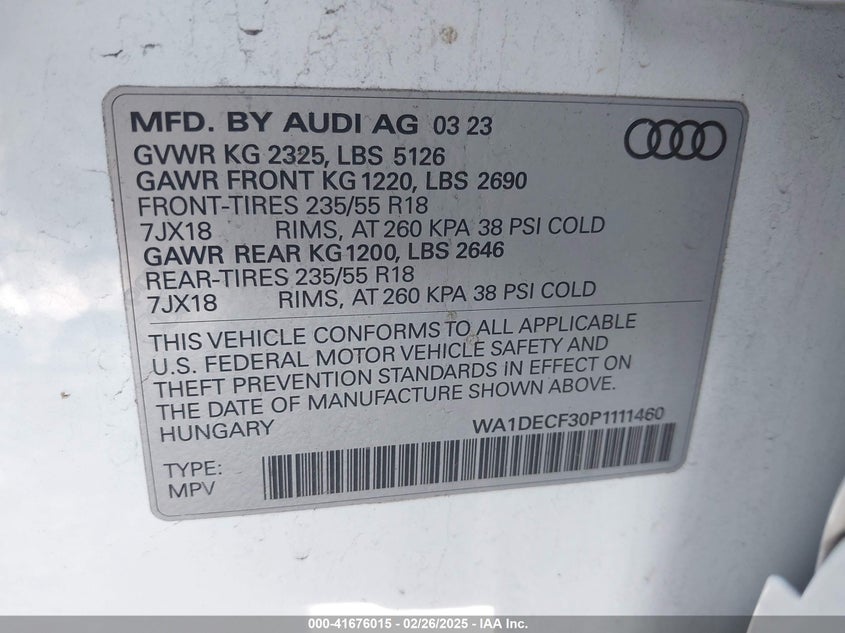 MFD. BY AUDI AG 03 23
GVWR KG 2325, LBS 5126
GAWR FRONT KG 1220, LBS 2690
FRONT-TIRES 235/55 R18
7JX18 RIMS, AT 260 KPA 38 PSI COLD
GAWR REAR KG 1200, LBS 2646
REAR-TIRES 235/55 R18
7JX18 RIMS, AT 260 KPA 38 PSI COLD
THIS VEHICLE CONFORMS TO ALL APPLICABLE
U.S. FEDERAL MOTOR VEHICLE SAFETY AND
THEFT PREVENTION STANDARDS IN EFFECT ON
THE DATE OF MANUFACTURE SHOWN ABOVE.
HUNGARY WA1DECF30P1111460
TYPE:
MPV
000-41676015 - 02/26/2025 - IAA Inc.